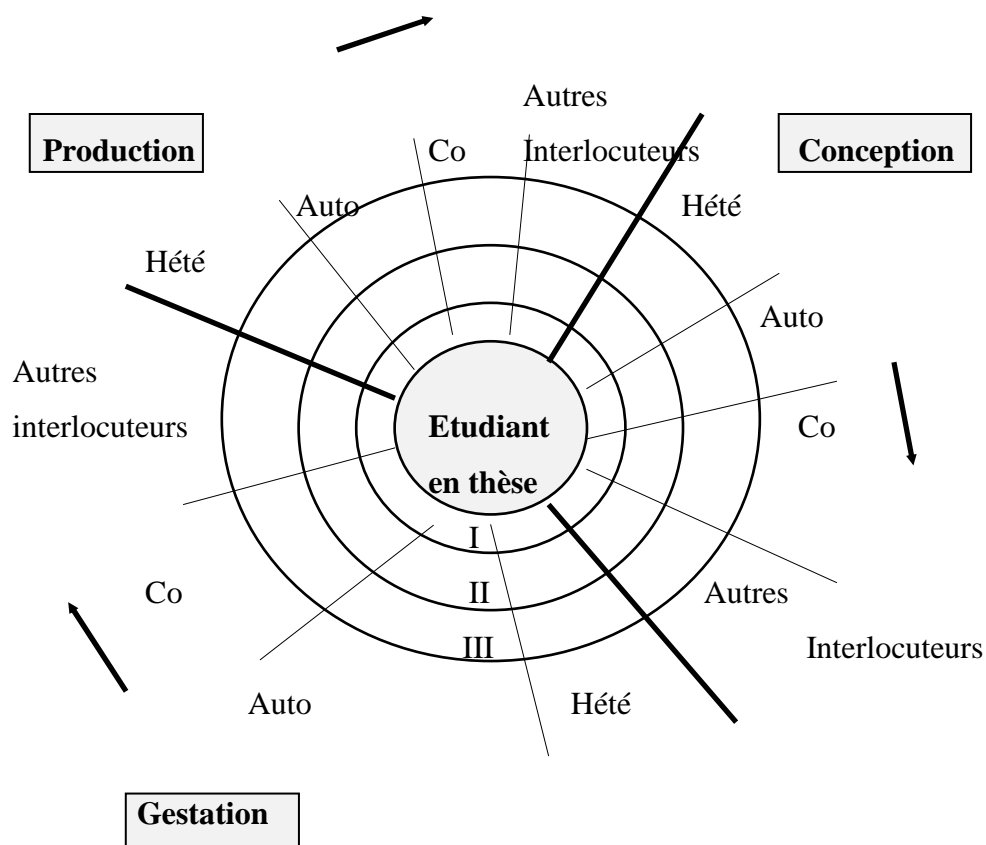 Autres
Production
Co
Interlocuteurs
Conception
Auto
Hété
Hété
Auto
Autres
interlocuteurs
Etudiant
Co
en thèse
I
Co
II
Autres
III
Interlocuteurs
Auto
Hété
Gestation